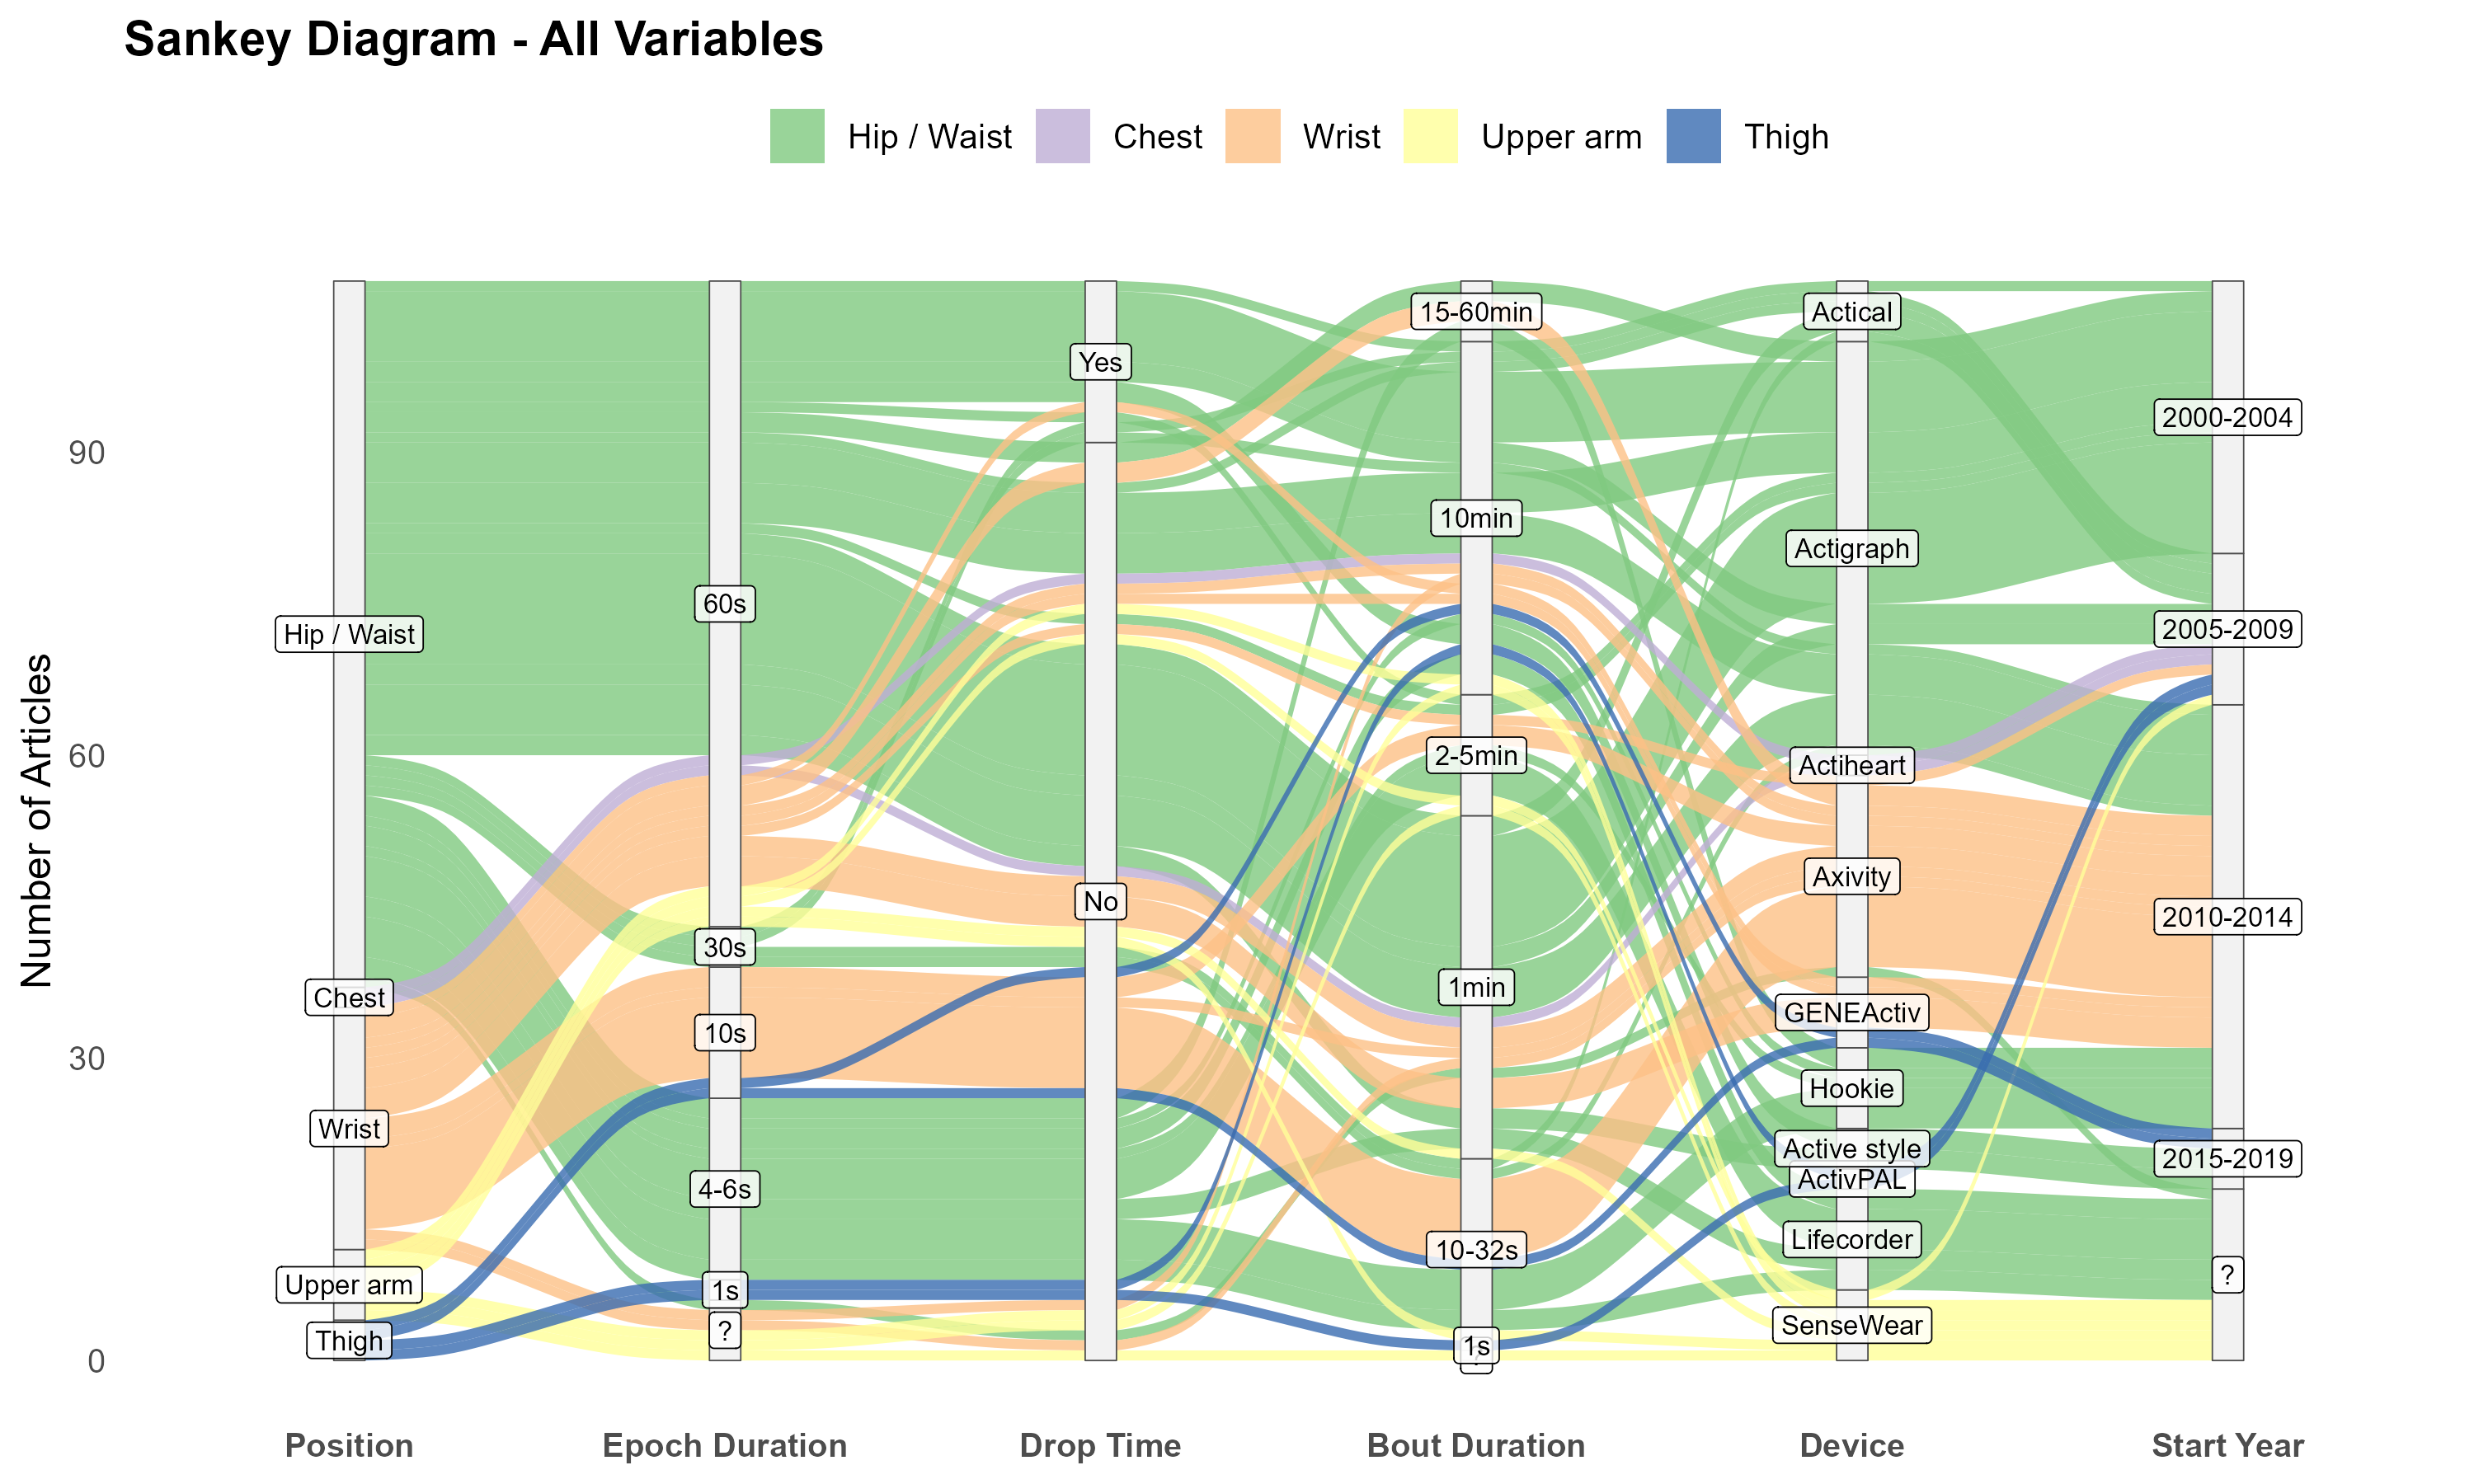 Sankey Diagram - All Variables
Hip / Waist
Chest
Wrist
Upper arm
Thigh
Number of Articles
90
60
30
0
Hip / Waist
Chest
Wrist
Upper arm
Thigh
60s
30s
10s
4-6s
1s
?
Yes
No
15-60min
10min
2-5min
1min
10-32s
1s
Actical
Actigraph
Actiheart
Axivity
GENEActiv
Hookie
Active style
ActivPAL
Lifecorder
SenseWear
2000-2004
2005-2009
2010-2014
2015-2019
?
Position
Epoch Duration
Drop Time
Bout Duration
Device
Start Year